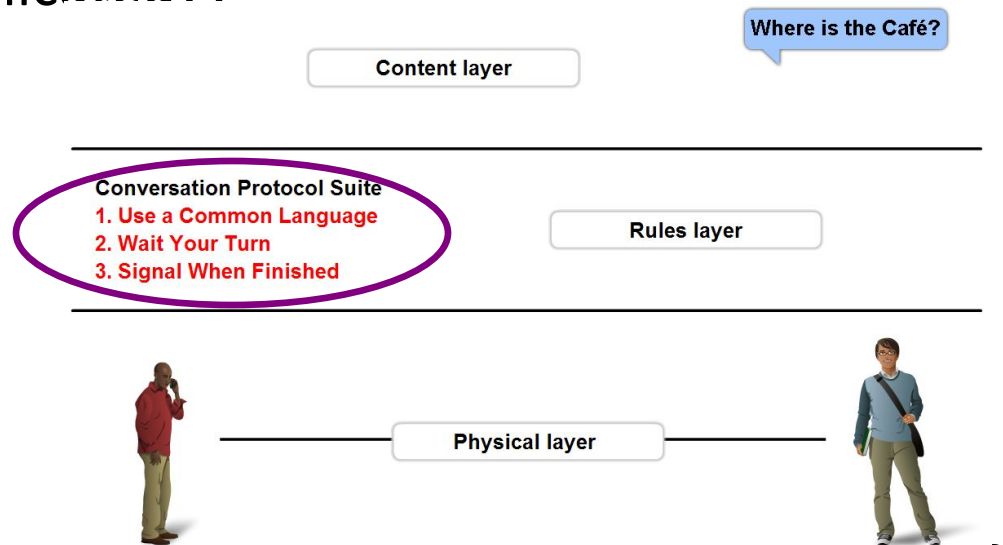 Where is the Café?
Content layer
Conversation Protocol Suite
1. Use a Common Language
2. Wait Your Turn
3. Signal When Finished
Rules layer
Physical layer